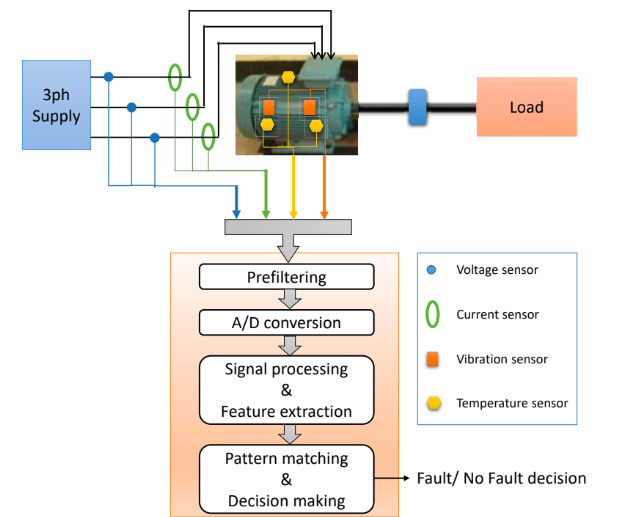 3ph
Supply
Load
Prefiltering
A/D conversion
Signal processing
&
Feature extraction
Pattern matching
&
Decision making
Fault/ No Fault decision
Voltage sensor
Current sensor
Vibration sensor
Temperature sensor